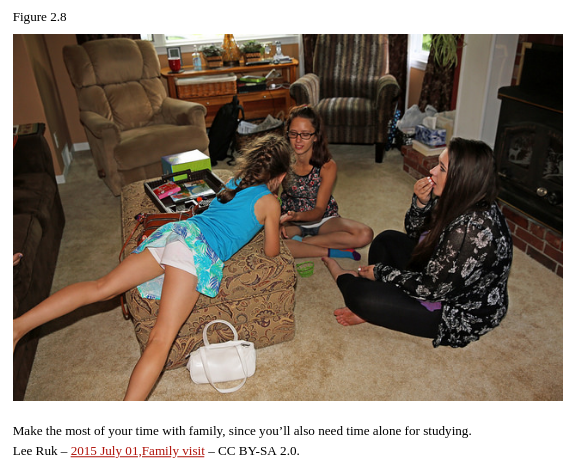 Figure 2.8
Make the most of your time with family, since you’ll also need time alone for studying.
Lee Ruk – 2015 July 01,Family visit – CC BY-SA 2.0.